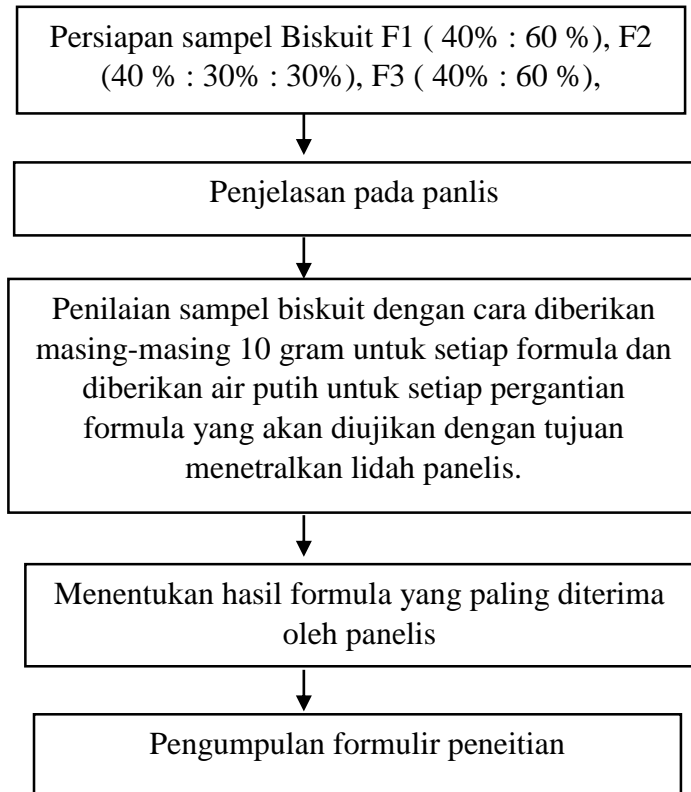 Persiapan sampel Biskuit F1 ( 40% : 60 %), F2
(40 % : 30% : 30%), F3 ( 40% : 60 %),
Penjelasan pada panlis
Penilaian sampel biskuit dengan cara diberikan
masing-masing 10 gram untuk setiap formula dan
diberikan air putih untuk setiap pergantian
formula yang akan diujikan dengan tujuan
menetralkan lidah panelis.
Menentukan hasil formula yang paling diterima
oleh panelis
Pengumpulan formulir peneitian